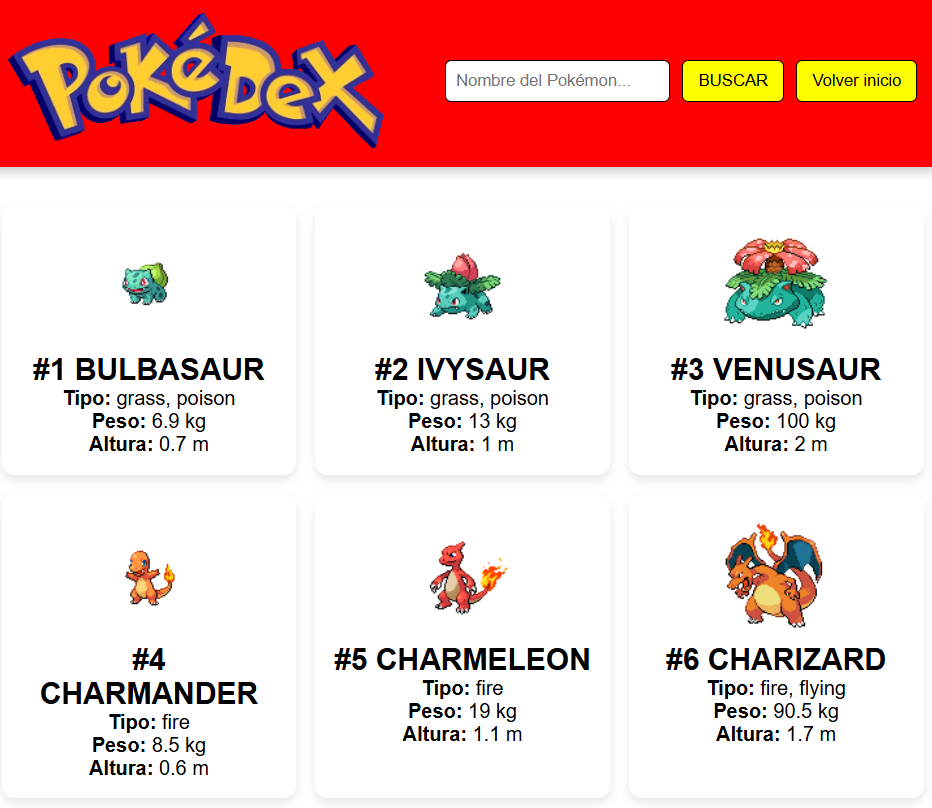 PoKéDeX
Nombre del Pokémon...
BUSCAR
Volver inicio
#1 BULBASAUR
Tipo: grass, poison
Peso: 6.9 kg
Altura: 0.7 m
#2 IVYSAUR
Tipo: grass, poison
Peso: 13 kg
Altura: 1 m
#3 VENUSAUR
Tipo: grass, poison
Peso: 100 kg
Altura: 2 m
#4
CHARMANDER
Tipo: fire
Peso: 8.5 kg
Altura: 0.6 m
#5 CHARMELEON
Tipo: fire
Peso: 19 kg
Altura: 1.1 m
#6 CHARIZARD
Tipo: fire, flying
Peso: 90.5 kg
Altura: 1.7 m